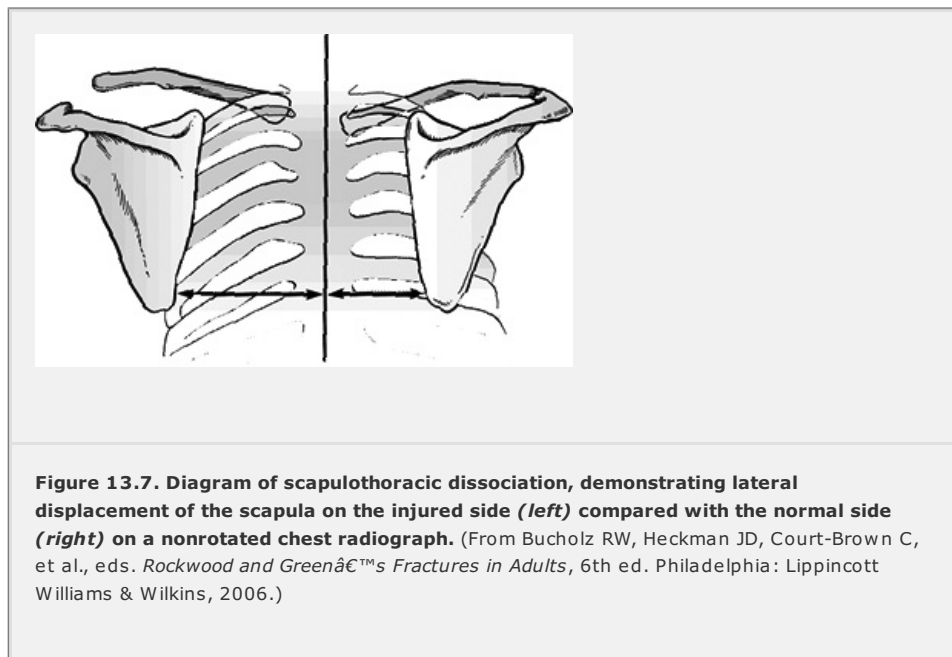 Figure 13.7. Diagram of scapulothoracic dissociation, demonstrating lateral
displacement of the scapula on the injured side (left) compared with the normal side
(right) on a nonrotated chest radiograph. (From Bucholz RW, Heckman JD, Court-Brown C,
et al., eds. Rockwood and Greenâ€™s Fractures in Adults, 6th ed. Philadelphia: Lippincott
Williams & Wilkins, 2006.)